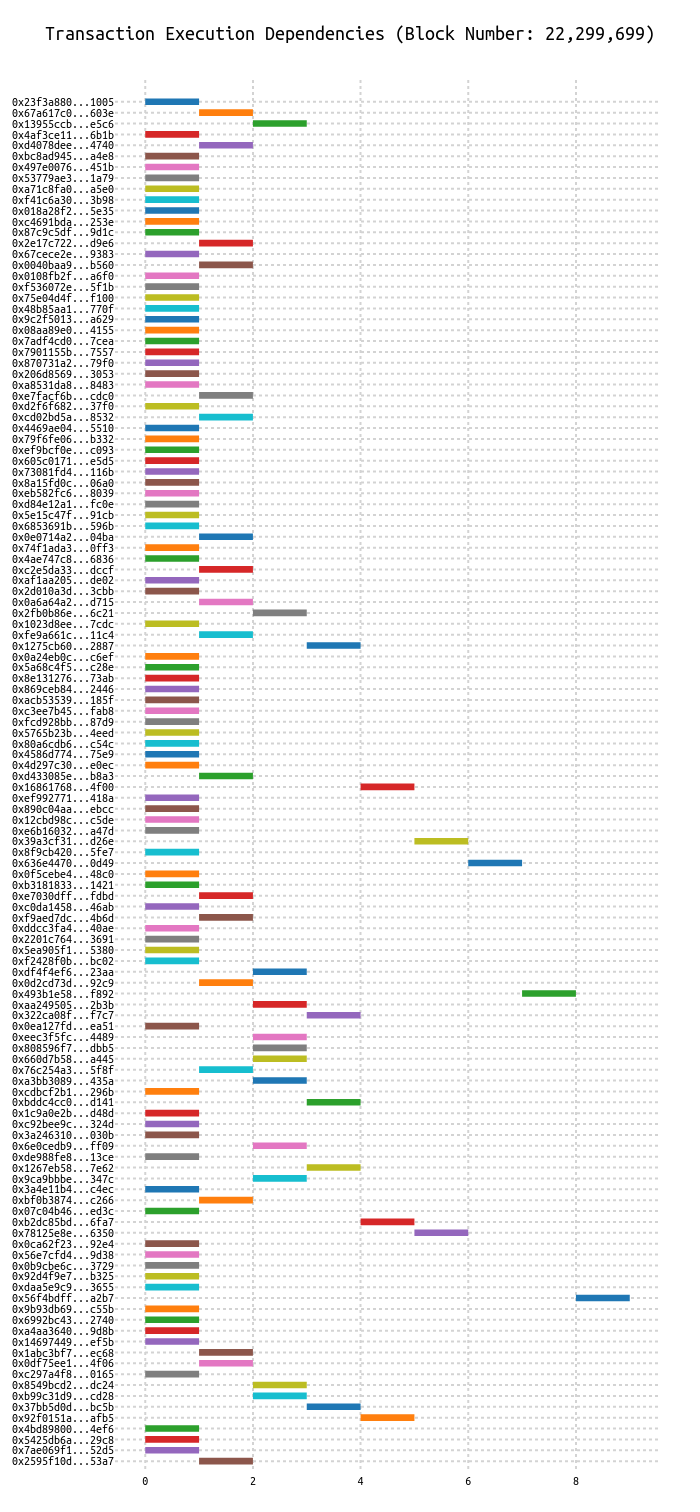 Transaction Execution Dependencies (Block Number: 22,299,699)
0x23f3a880...1005
0x67a617c0...603e
0x13955ccb...e5c6
0x4af3ce11...6b1b
0xd4078dee...4740
0xbc8ad945...a4e8
0x497e0076...451b
0x53779ae3...1a79
0xa71c8fa0...a5e0
0xf41c6a30...3b98
0x018a28f2...5e35
0xc4691bda...253e
0x87c9c5df...9d1c
0x2e17c722...d9e6
0x67cece2e...9383
0x0040baa9...b560
0x0108fb2f...a6f0
0xf536072e...5f1b
0x75e04d4f...f100
0x48b85aa1...770f
0x9c2f5013...a629
0x08aa89e0...4155
0x7adf4cd0...7cea
0x7901155b...7557
0x870731a2...79f0
0x206d8569...3053
0xa8531da8...8483
0xe7facf6b...cdc0
0xd2f6f682...37f0
0xcd02bd5a...8532
0x4469ae04...5510
0x79f6fe06...b332
0xef9bcf0e...c093
0x605c0171...e5d5
0x73081fd4...116b
0x8a15fd0c...06a0
0xeb582fc6...8039
0xd84e12a1...fc0e
0x5e15c47f...91cb
0x6853691b...596b
0x0e0714a2...04ba
0x74f1ada3...0ff3
0x4ae747c8...6836
0xc2e5da33...dccf
0xaf1aa205...de02
0x2d010a3d...3cbb
0x0a6a64a2...d715
0x2fb0b86e...6c21
0x1023d8ee...7cdc
0xfe9a661c...11c4
0x1275cb60...2887
0x0a24eb0c...c6ef
0x5a68c4f5...c28e
0x8e131276...73ab
0x869ceb84...2446
0xacb53539...185f
0xc3ee7b45...fab8
0xfcd928bb...87d9
0x5765b23b...4eed
0x80a6cdb6...c54c
0x4586d774...75e9
0x4d297c30...e0ec
0xd433085e...b8a3
0x16861768...4f00
0xef992771...418a
0x890c04aa...ebcc
0x12cbd98c...c5de
0xe6b16032...a47d
0x39a3cf31...d26e
0x8f9cb420...5fe7
0x636e4470...0d49
0x0f5cebe4...48c0
0xb3181833...1421
0xe7030dff...fdbd
0xc0da1458...46ab
0xf9aed7dc...4b6d
0xddcc3fa4...40ae
0x2201c764...3691
0x5ea905f1...5380
0xf2428f0b...bc02
0xdf4f4ef6...23aa
0x0d2cd73d...92c9
0x493b1e58...f892
0xaa249505...2b3b
0x322ca08f...f7c7
0x0ea127fd...ea51
0xeec3f5fc...4489
0x808596f7...dbb5
0x660d7b58...a445
0x76c254a3...5f8f
0xa3bb3089...435a
0xcdbcf2b1...296b
0xbddc4cc0...d141
0x1c9a0e2b...d48d
0xc92bee9c...324d
0x3a246310...030b
0x6e0cedb9...ff09
0xde988fe8...13ce
0x1267eb58...7e62
0x9ca9bbbe...347c
0x3a4e11b4...c4ec
0xbf0b3874...c266
0x07c04b46...ed3c
0xb2dc85bd...6fa7
0x78125e8e...6350
0x0ca62f23...92e4
0x56e7cfd4...9d38
0x0b9cbe6c...3729
0x92d4f9e7...b325
0xdaa5e9c9...3655
0x56f4bdff...a2b7
0x9b93db69...c55b
0x6992bc43...2740
0xa4aa3640...9d8b
0x14697449...ef5b
0x1abc3bf7...ec68
0x0df75ee1...4f06
0xc297a4f8...0165
0x8549bcd2...dc24
0xb99c31d9...cd28
0x37bb5d0d...bc5b
0x92f0151a...afb5
0x4bd89800...4ef6
0x5425db6a...29c8
0x7ae069f1...52d5
0x2595f10d...53a7
0 2 4 6 8